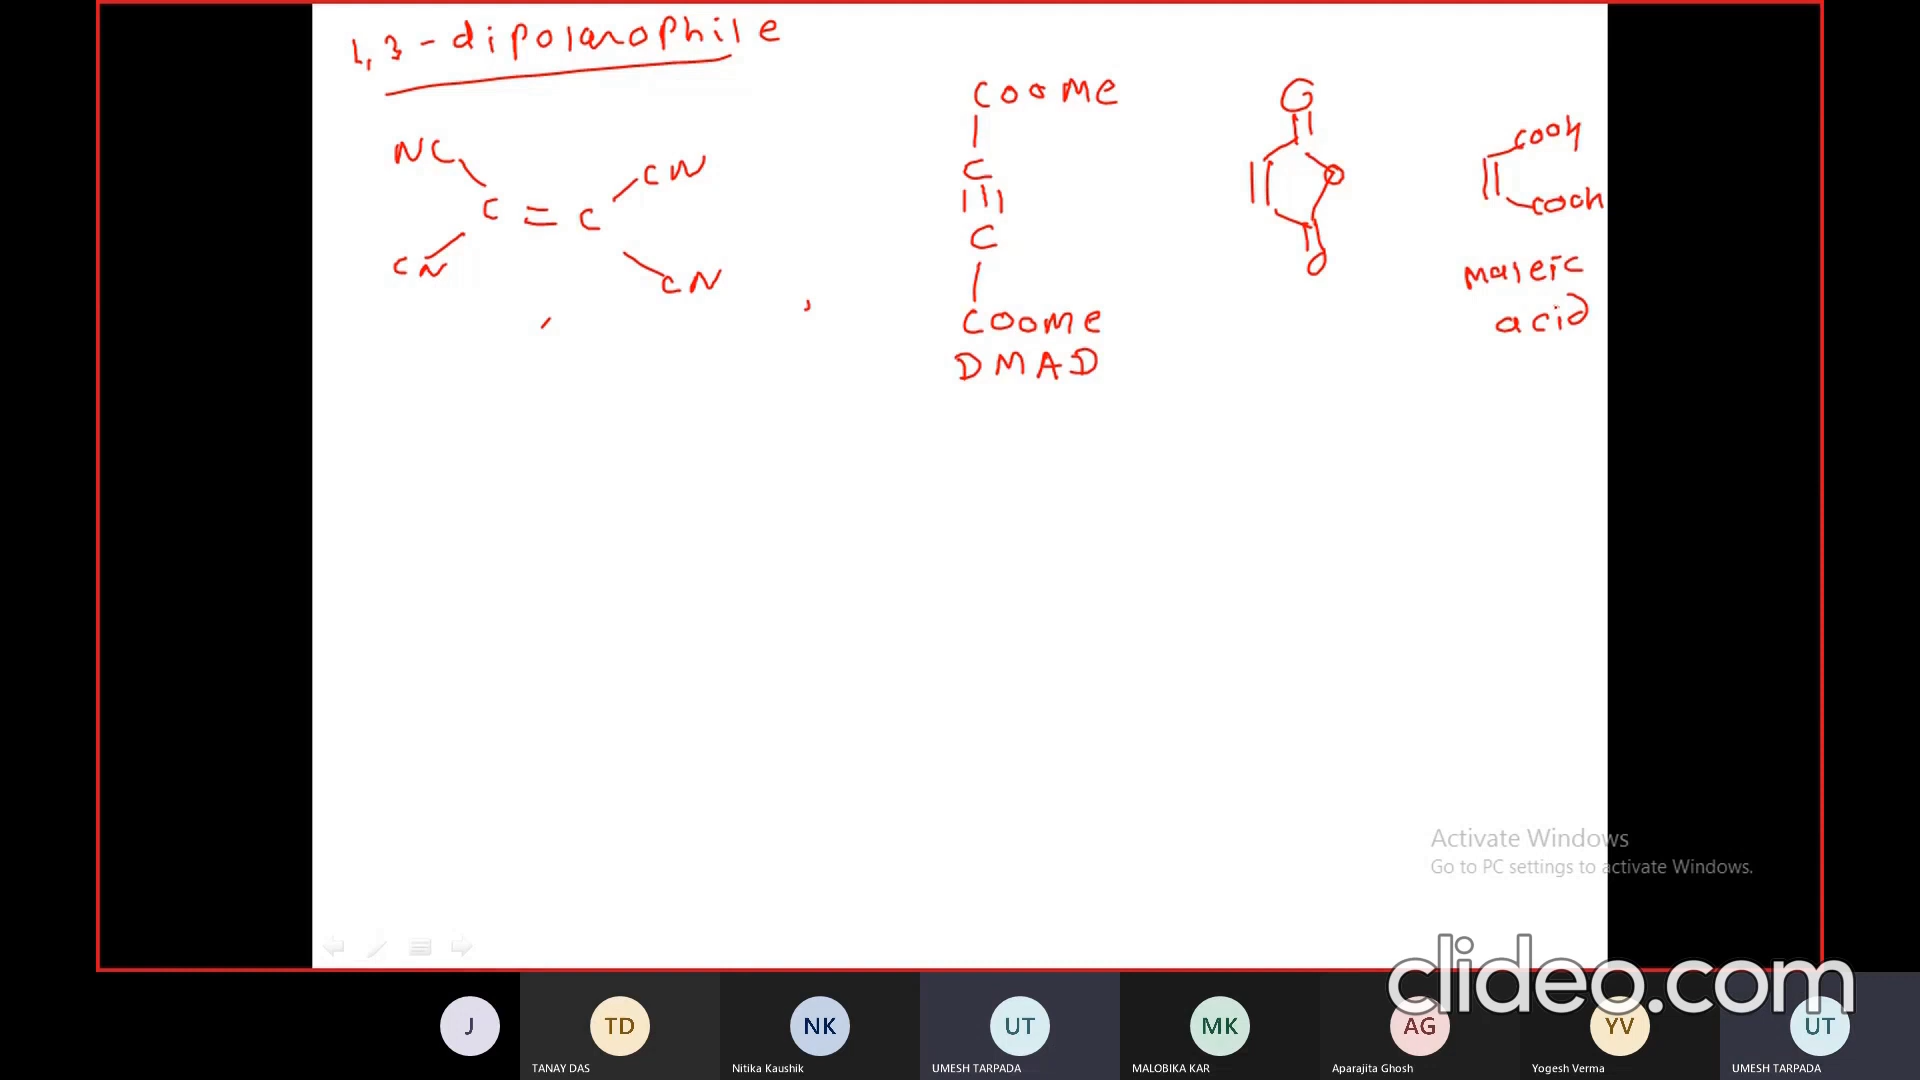 1,3-dipolarophile
NC
CN
C = C
CN
CN
COOMe
C
C
COOMe
DMAD
O
O
O
COOH
COOH
maleic
acid
Activate Windows
Go to PC settings to activate Windows.
clideo.com
J
TD
NK
UT
MK
AG
YV
UT
TANAY DAS
Nitika Kaushik
UMESH TARPADA
MALOBIKA KAR
Aparajita Ghosh
Yogesh Verma
UMESH TARPADA